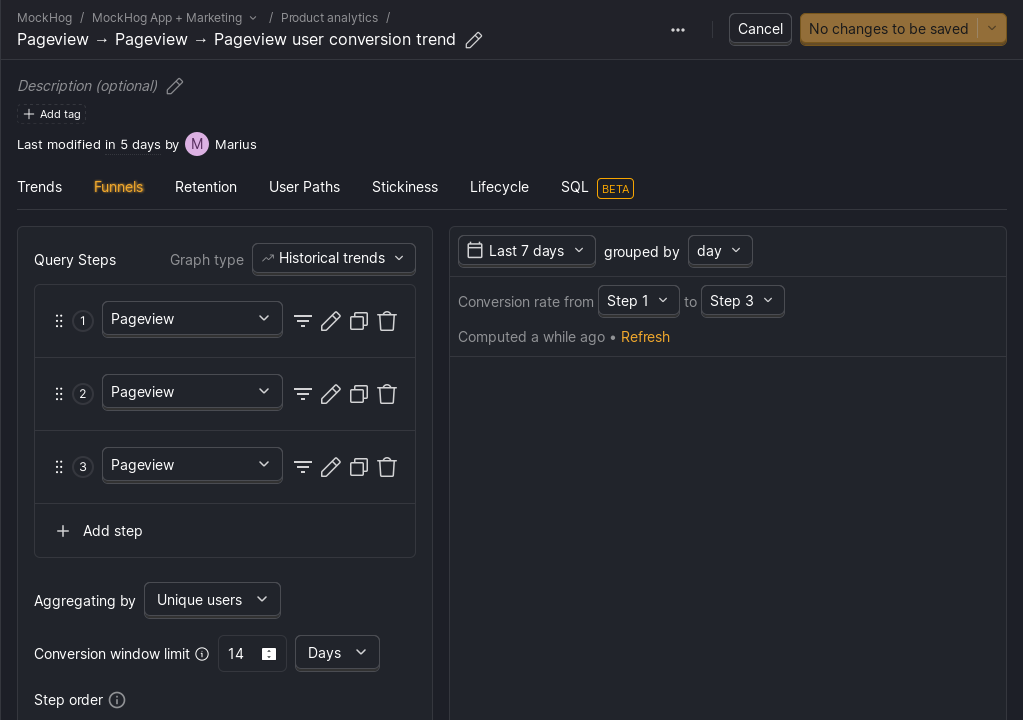 MockHog / MockHog App + Marketing / Product analytics /
Pageview → Pageview → Pageview user conversion trend
Cancel
No changes to be saved
Description (optional)
Add tag
Last modified in 5 days by M Marius
Trends Funnels Retention User Paths Stickiness Lifecycle SQL BETA
Query Steps Graph type Historical trends
1 Pageview
2 Pageview
3 Pageview
Add step
Aggregating by Unique users
Conversion window limit 14 Days
Step order
Last 7 days grouped by day
Conversion rate from Step 1 to Step 3
Computed a while ago • Refresh